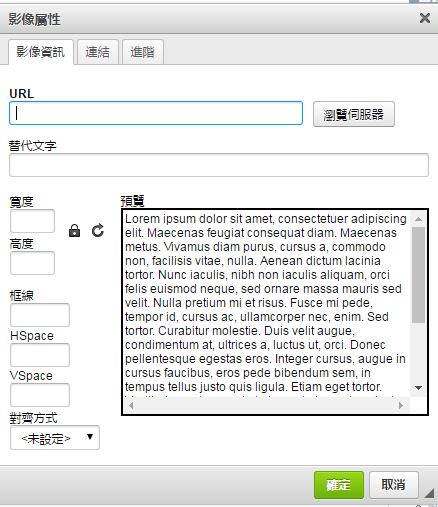 影像屬性
影像資訊
連結
進階
URL
瀏覽伺服器
替代文字
寬度
高度
框線
HSpace
VSpace
對齊方式
<未設定>
預覽
Lorem ipsum dolor sit amet, consectetuer adipiscing
elit. Maecenas feugiat consequat diam. Maecenas
metus. Vivamus diam purus, cursus a, commodo
non, facilisis vitae, nulla. Aenean dictum lacinia
tortor. Nunc iaculis, nibh non iaculis aliquam, orci
felis euismod neque, sed ornare massa mauris sed
velit. Nulla pretium mi et risus. Fusce mi pede,
tempor id, cursus ac, ullamcorper nec, enim. Sed
tortor. Curabitur molestie. Duis velit augue,
condimentum at, ultrices a, luctus ut, orci. Donec
pellentesque egestas eros. Integer cursus, augue in
cursus faucibus, eros pede bibendum sem, in
tempus tellus justo quis ligula. Etiam eget tortor.
確定
取消